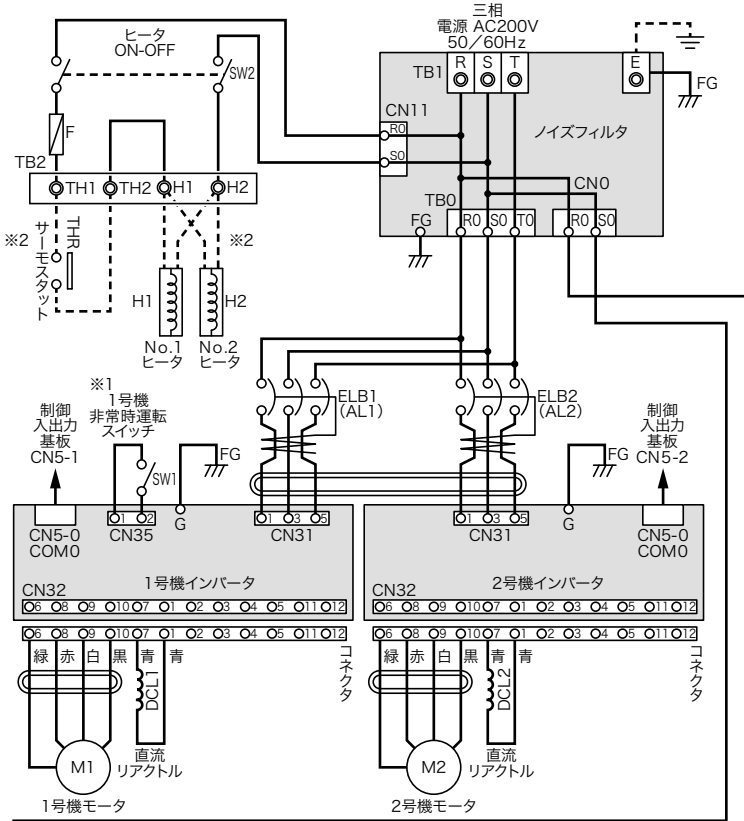 三相
電源 AC200V
50/60Hz
ヒータ
ON-OFF
SW2
TB1
R S T
E
FG
CN11
R0
S0
ノイズフィルタ
F
TB2
TH1 TH2 H1 H2
CN0
TB0
FG
R0 S0 T0
R0 S0
※2
サーモスタット
THR
※2
H1
H2
No.1
ヒータ
No.2
ヒータ
※1
1号機
非常時運転
スイッチ
ELB1
(AL1)
ELB2
(AL2)
制御
入出力
基板
CN5-1
制御
入出力
基板
CN5-2
SW1
FG
FG
CN5-0
COM0
1 2
CN35
G
1 3 5
CN31
1 3 5
CN31
G
CN5-0
COM0
1号機インバータ
2号機インバータ
CN32
CN32
6 8 9 10 7 1 2 3 4 5 11 12
6 8 9 10 7 1 2 3 4 5 11 12
6 8 9 10 7 1 2 3 4 5 11 12
6 8 9 10 7 1 2 3 4 5 11 12
緑 赤 白 黒 青 青
コネクタ
緑 赤 白 黒 青 青
コネクタ
DCL1
DCL2
M1
直流
リアクトル
M2
直流
リアクトル
1号機モータ
2号機モータ